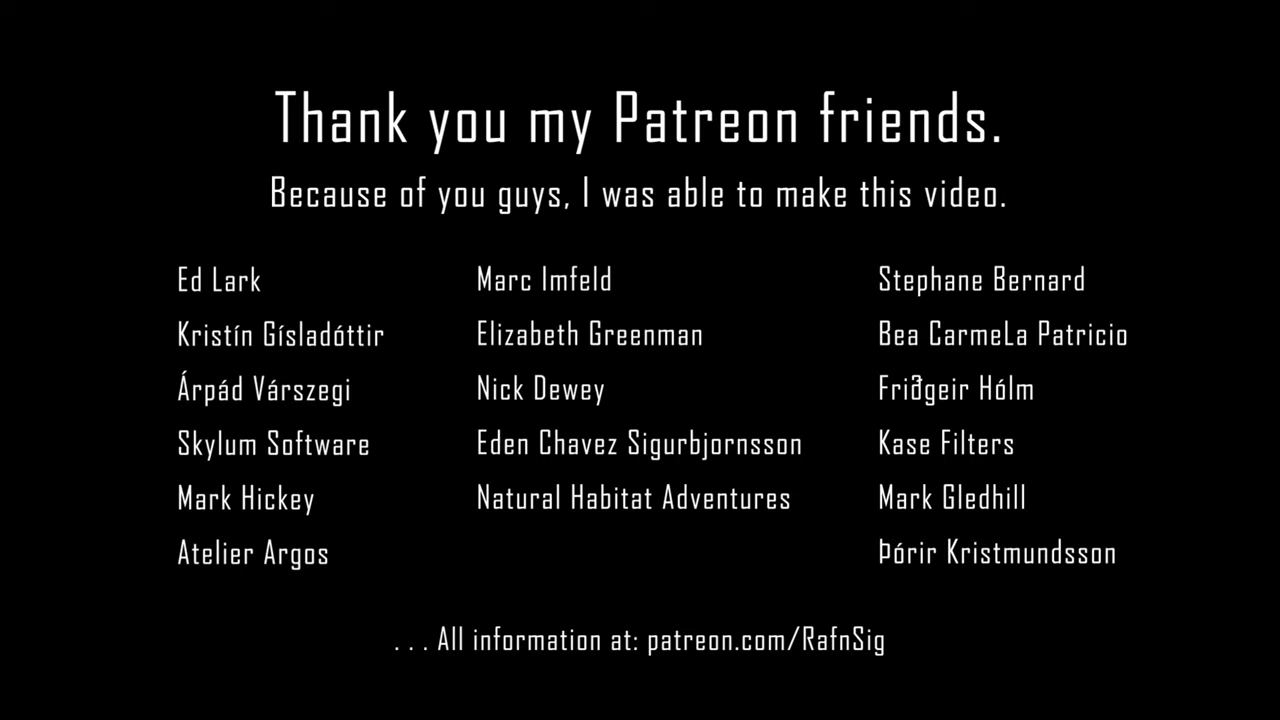 Thank you my Patreon friends.
Because of you guys, I was able to make this video.
Ed Lark
Kristín Gísladóttir
Árpád Várszegi
Skylum Software
Mark Hickey
Atelier Argos
Marc Imfeld
Elizabeth Greenman
Nick Dewey
Eden Chavez Sigurbjornsson
Natural Habitat Adventures
Stephane Bernard
Bea CarmeLa Patricio
Friðgeir Hólm
Kase Filters
Mark Gledhill
Þórir Kristmundsson
. . . All information at: patreon.com/RafnSig